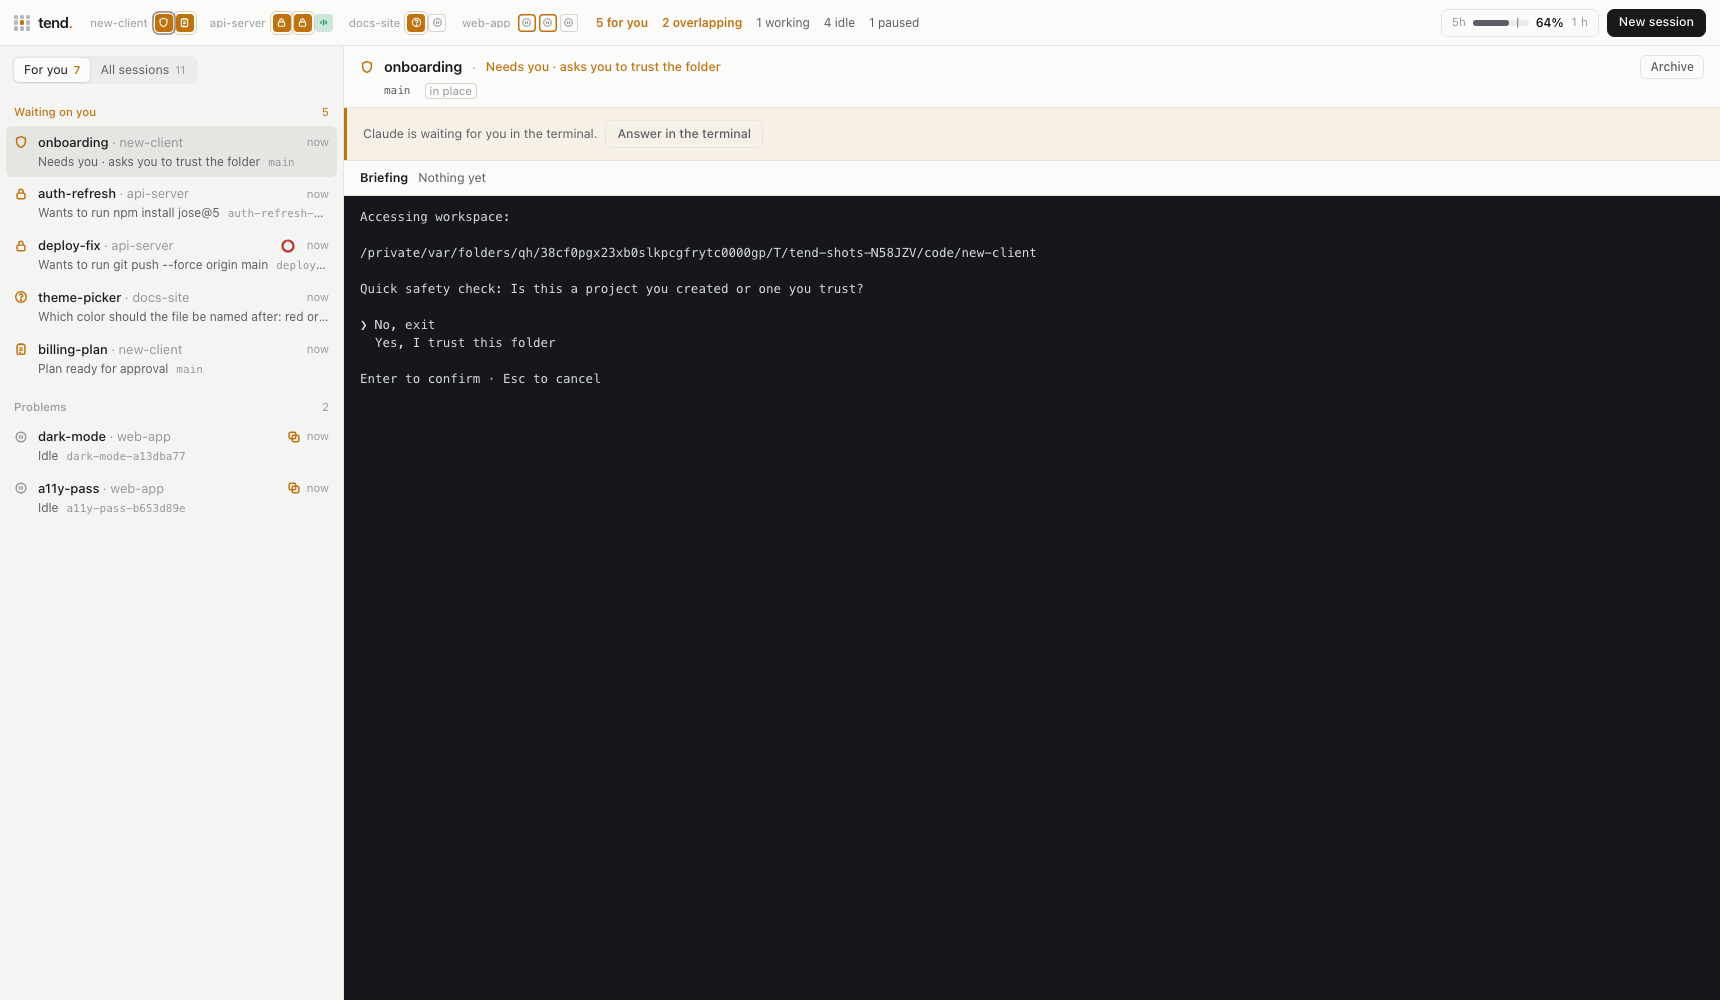 tend. new-client api-server docs-site web-app 5 for you 2 overlapping 1 working 4 idle 1 paused 5h 64% 1 h New session
For you 7 All sessions 11
Waiting on you 5
onboarding · new-client now
Needs you · asks you to trust the folder main
auth-refresh · api-server now
Wants to run npm install jose@5 auth-refresh-…
deploy-fix · api-server now
Wants to run git push --force origin main deploy…
theme-picker · docs-site now
Which color should the file be named after: red or…
billing-plan · new-client now
Plan ready for approval main
Problems 2
dark-mode · web-app now
Idle dark-mode-a13dba77
a11y-pass · web-app now
Idle a11y-pass-b653d89e
onboarding · Needs you · asks you to trust the folder Archive
main in place
Claude is waiting for you in the terminal. Answer in the terminal
Briefing Nothing yet
Accessing workspace:
/private/var/folders/qh/38cf0pgx23xb0slkpcgfrytc0000gp/T/tend-shots-N58JZV/code/new-client
Quick safety check: Is this a project you created or one you trust?
❯ No, exit
Yes, I trust this folder
Enter to confirm · Esc to cancel